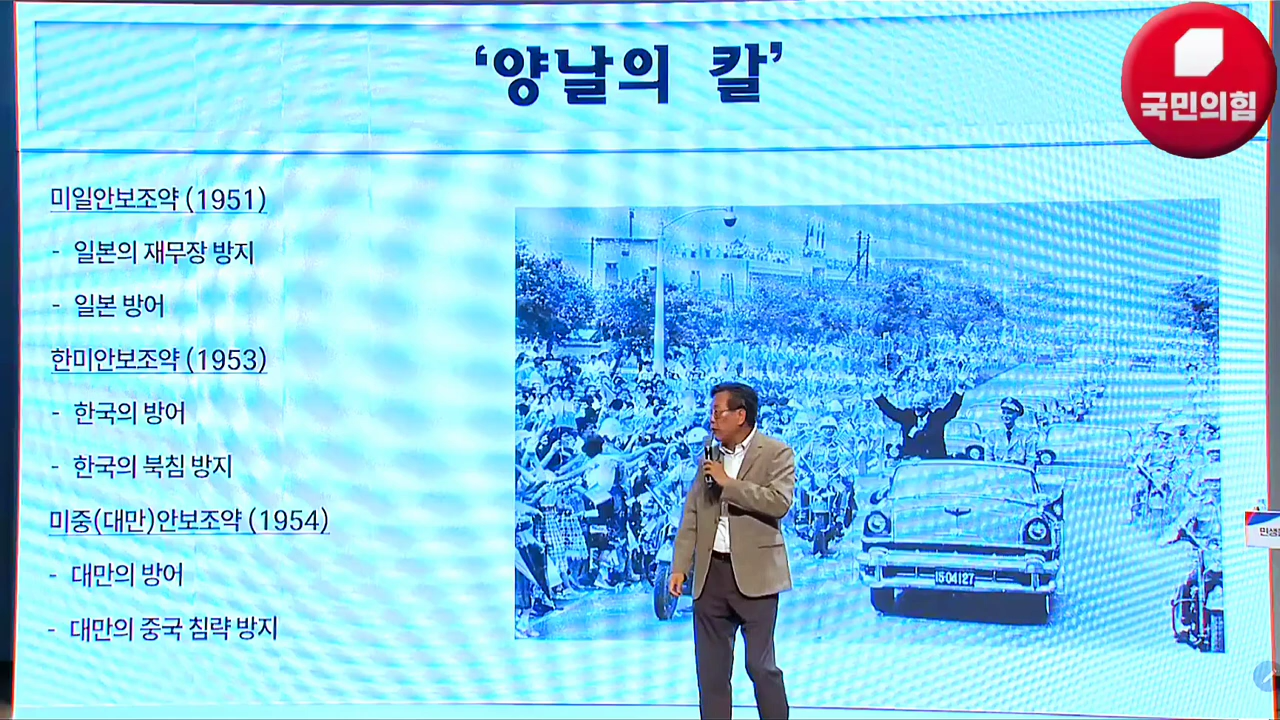 ‘양날의 칼’
국민의힘
미일안보조약 (1951)
- 일본의 재무장 방지
- 일본 방어
한미안보조약 (1953)
- 한국의 방어
- 한국의 북침 방지
미중(대만)안보조약 (1954)
- 대만의 방어
- 대만의 중국 침략 방지
1504127
민생